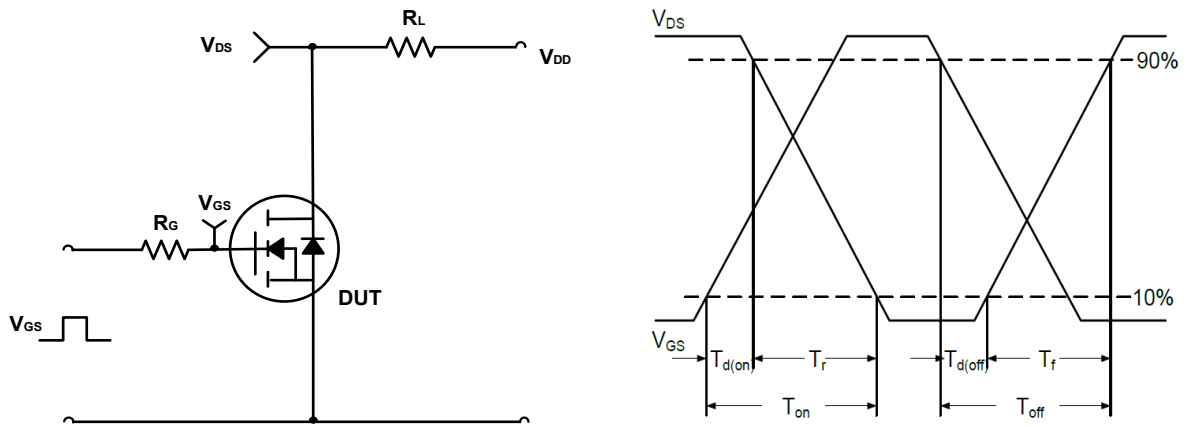 RL
VDS
VDD
VGS
RG
DUT
VGS
VDS
90%
10%
VGS
Td(on)
Tr
Td(off)
Tf
Ton
Toff